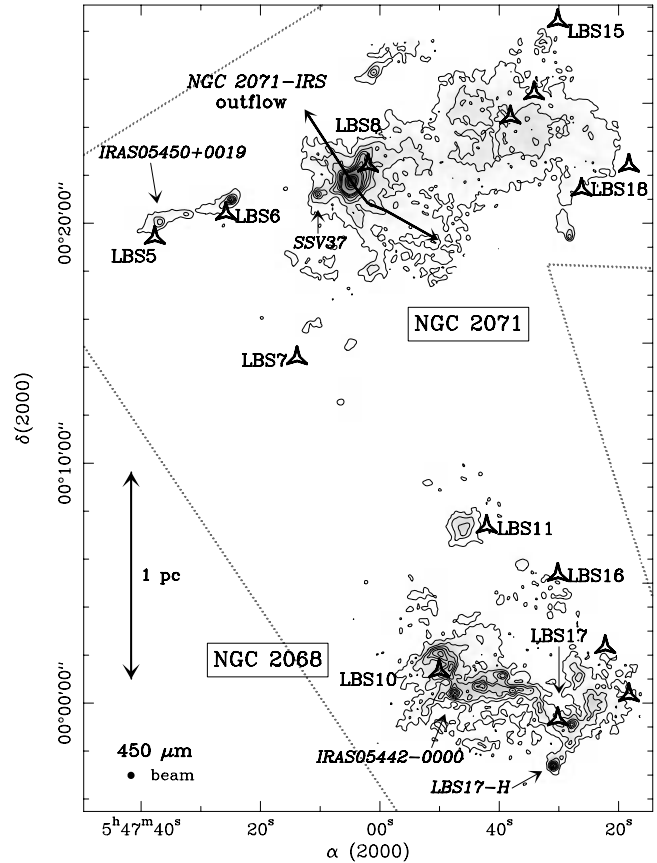 LBS15
NGC 2071-IRS
outflow
LBS8
IRAS05450+0019
LBS18
LBS6
SSV37
LBS5
00°20'00"
NGC 2071
LBS7
δ(2000)
00°10'00"
LBS11
1 pc
LBS16
LBS17
NGC 2068
LBS10
00°00'00"
450 μm
beam
IRAS05442-0000
LBS17-H
5ʰ47ᵐ40ˢ 20ˢ 00ˢ 40ˢ 20ˢ
α (2000)